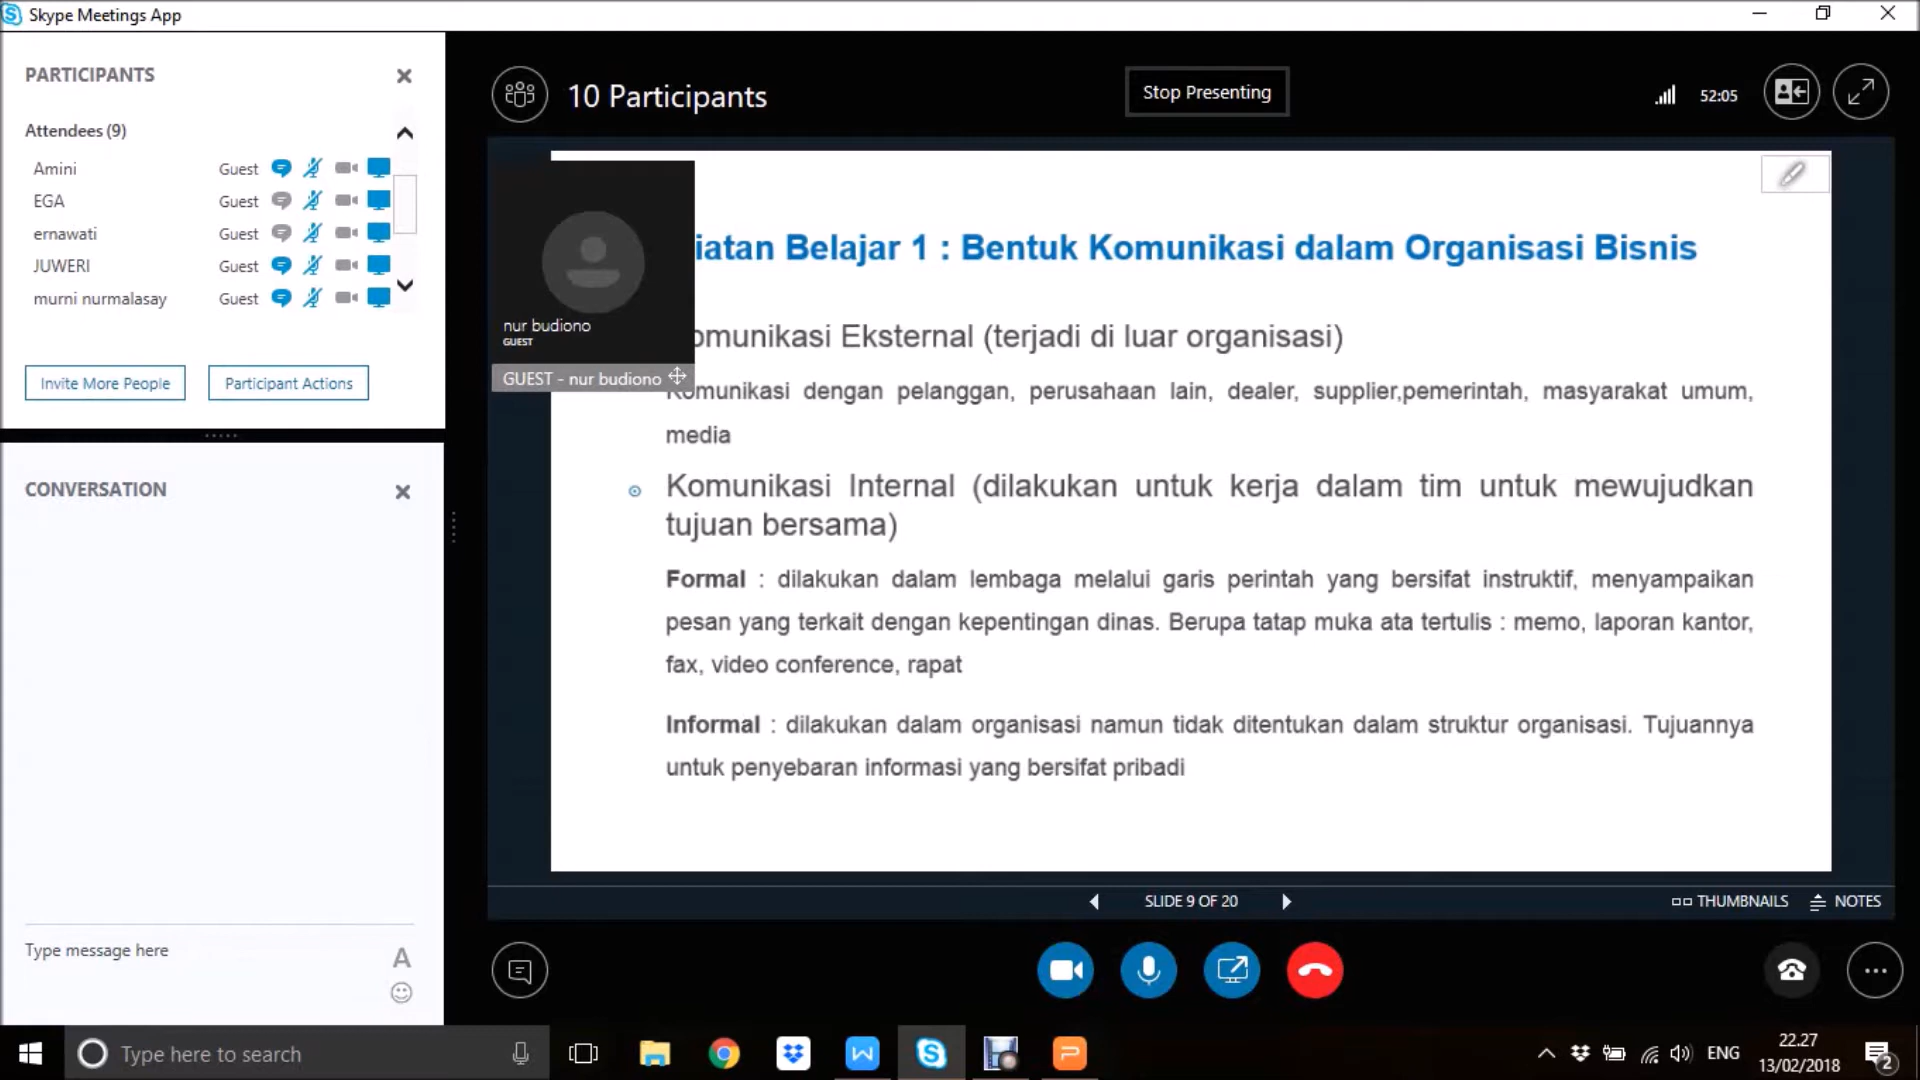 Skype Meetings App
PARTICIPANTS
Attendees (9)
Amini Guest
EGA Guest
ernawati Guest
JUWERI Guest
murni nurmalasay Guest
Invite More People
Participant Actions
CONVERSATION
Type message here
A
10 Participants
Stop Presenting
52:05
nur budiono
GUEST
GUEST - nur budiono
iatan Belajar 1 : Bentuk Komunikasi dalam Organisasi Bisnis
omunikasi Eksternal (terjadi di luar organisasi)
Komunikasi dengan pelanggan, perusahaan lain, dealer, supplier,pemerintah, masyarakat umum,
media
Komunikasi Internal (dilakukan untuk kerja dalam tim untuk mewujudkan
tujuan bersama)
Formal : dilakukan dalam lembaga melalui garis perintah yang bersifat instruktif, menyampaikan
pesan yang terkait dengan kepentingan dinas. Berupa tatap muka ata tertulis : memo, laporan kantor,
fax, video conference, rapat
Informal : dilakukan dalam organisasi namun tidak ditentukan dalam struktur organisasi. Tujuannya
untuk penyebaran informasi yang bersifat pribadi
SLIDE 9 OF 20
THUMBNAILS
NOTES
Type here to search
ENG
22.27
13/02/2018
2